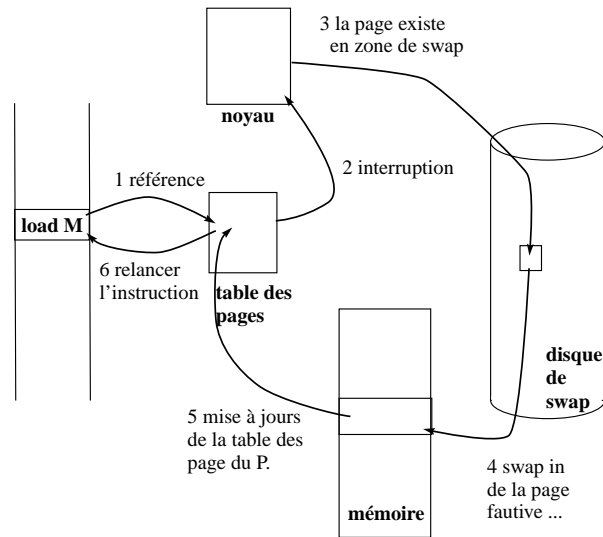 3 la page existe
en zone de swap
noyau
2 interruption
1 référence
load M
6 relancer
l'instruction
table des
pages
disque
de
swap
5 mise à jours
de la table des
page du P.
4 swap in
de la page
fautive ...
mémoire